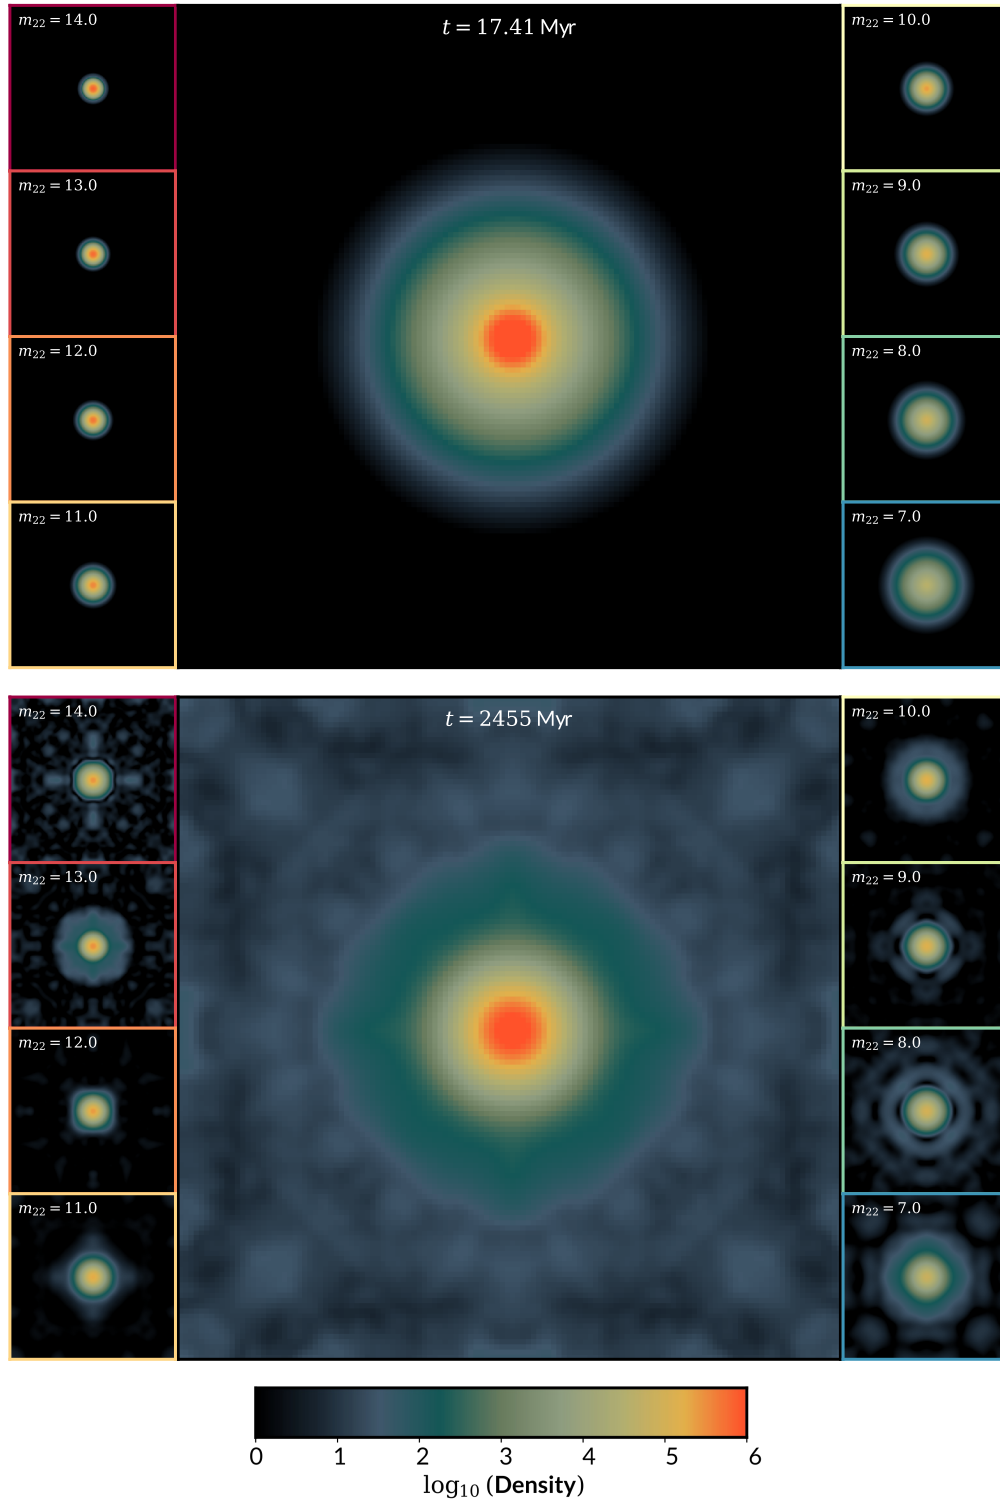 t = 17.41 Myr
m₂₂ = 14.0
m₂₂ = 13.0
m₂₂ = 12.0
m₂₂ = 11.0
m₂₂ = 10.0
m₂₂ = 9.0
m₂₂ = 8.0
m₂₂ = 7.0
t = 2455 Myr
m₂₂ = 14.0
m₂₂ = 13.0
m₂₂ = 12.0
m₂₂ = 11.0
m₂₂ = 10.0
m₂₂ = 9.0
m₂₂ = 8.0
m₂₂ = 7.0
0 1 2 3 4 5 6
log₁₀ (Density)